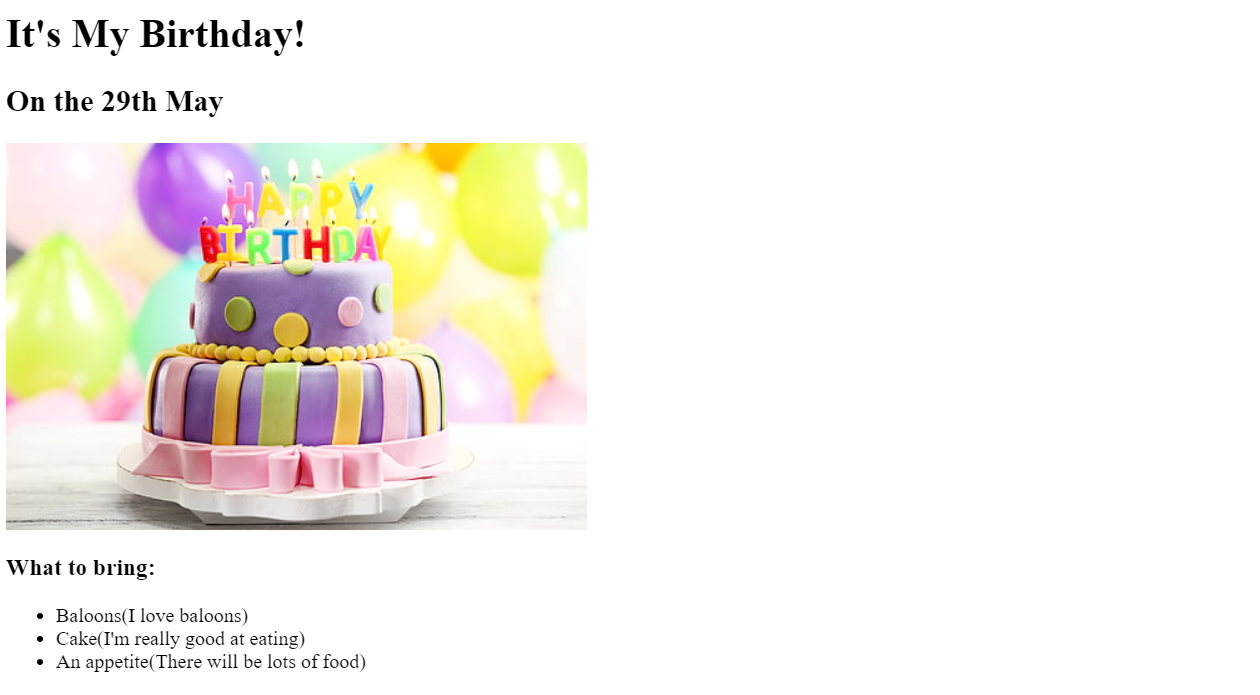 It's My Birthday!
On the 29th May
HAPPY
BIRTHDAY
What to bring:
Baloons(I love baloons)
Cake(I'm really good at eating)
An appetite(There will be lots of food)